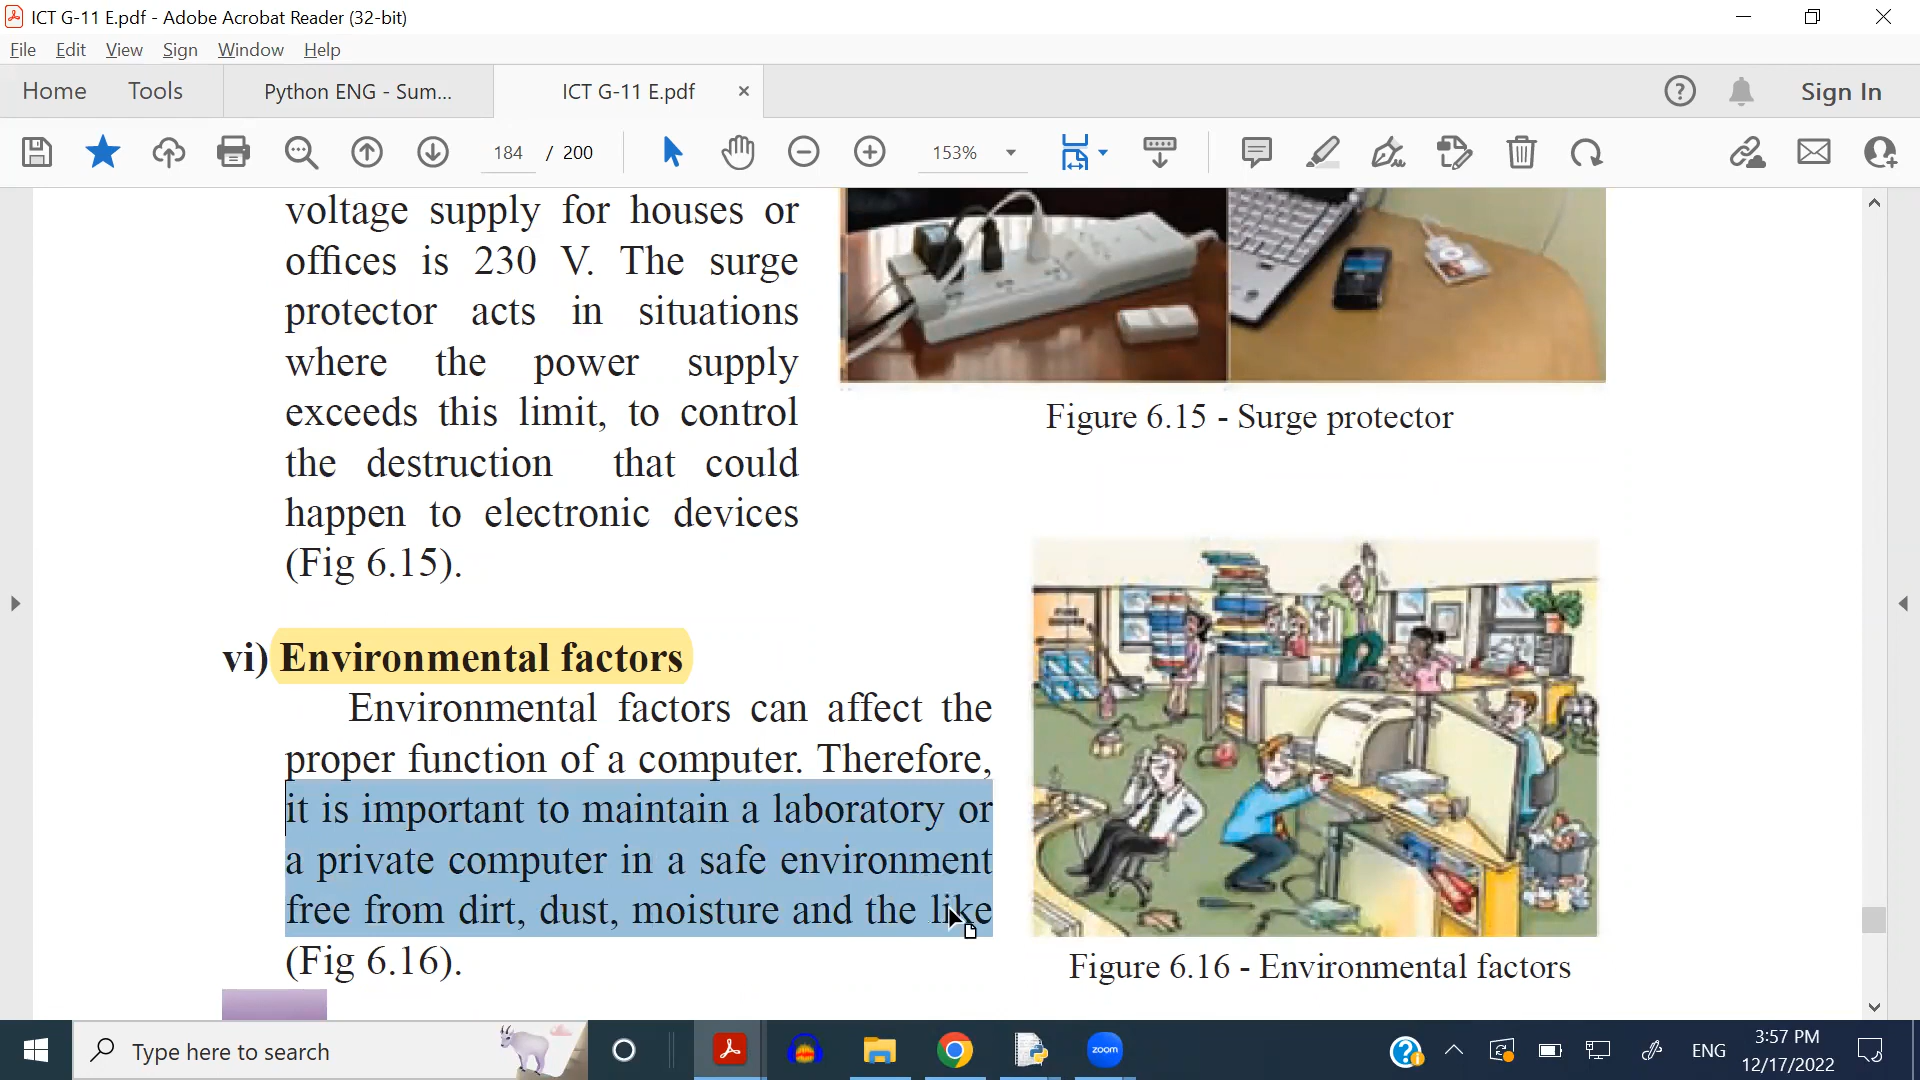 ICT G-11 E.pdf - Adobe Acrobat Reader (32-bit)
File Edit View Sign Window Help
Home Tools Python ENG - Sum... ICT G-11 E.pdf × Sign In
184 / 200 153%
voltage supply for houses or
offices is 230 V. The surge
protector acts in situations
where the power supply
exceeds this limit, to control
the destruction that could
happen to electronic devices
(Fig 6.15).
Figure 6.15 - Surge protector
vi) Environmental factors
Environmental factors can affect the
proper function of a computer. Therefore,
it is important to maintain a laboratory or
a private computer in a safe environment
free from dirt, dust, moisture and the like
(Fig 6.16).
Figure 6.16 - Environmental factors
Type here to search
zoom
ENG
3:57 PM
12/17/2022